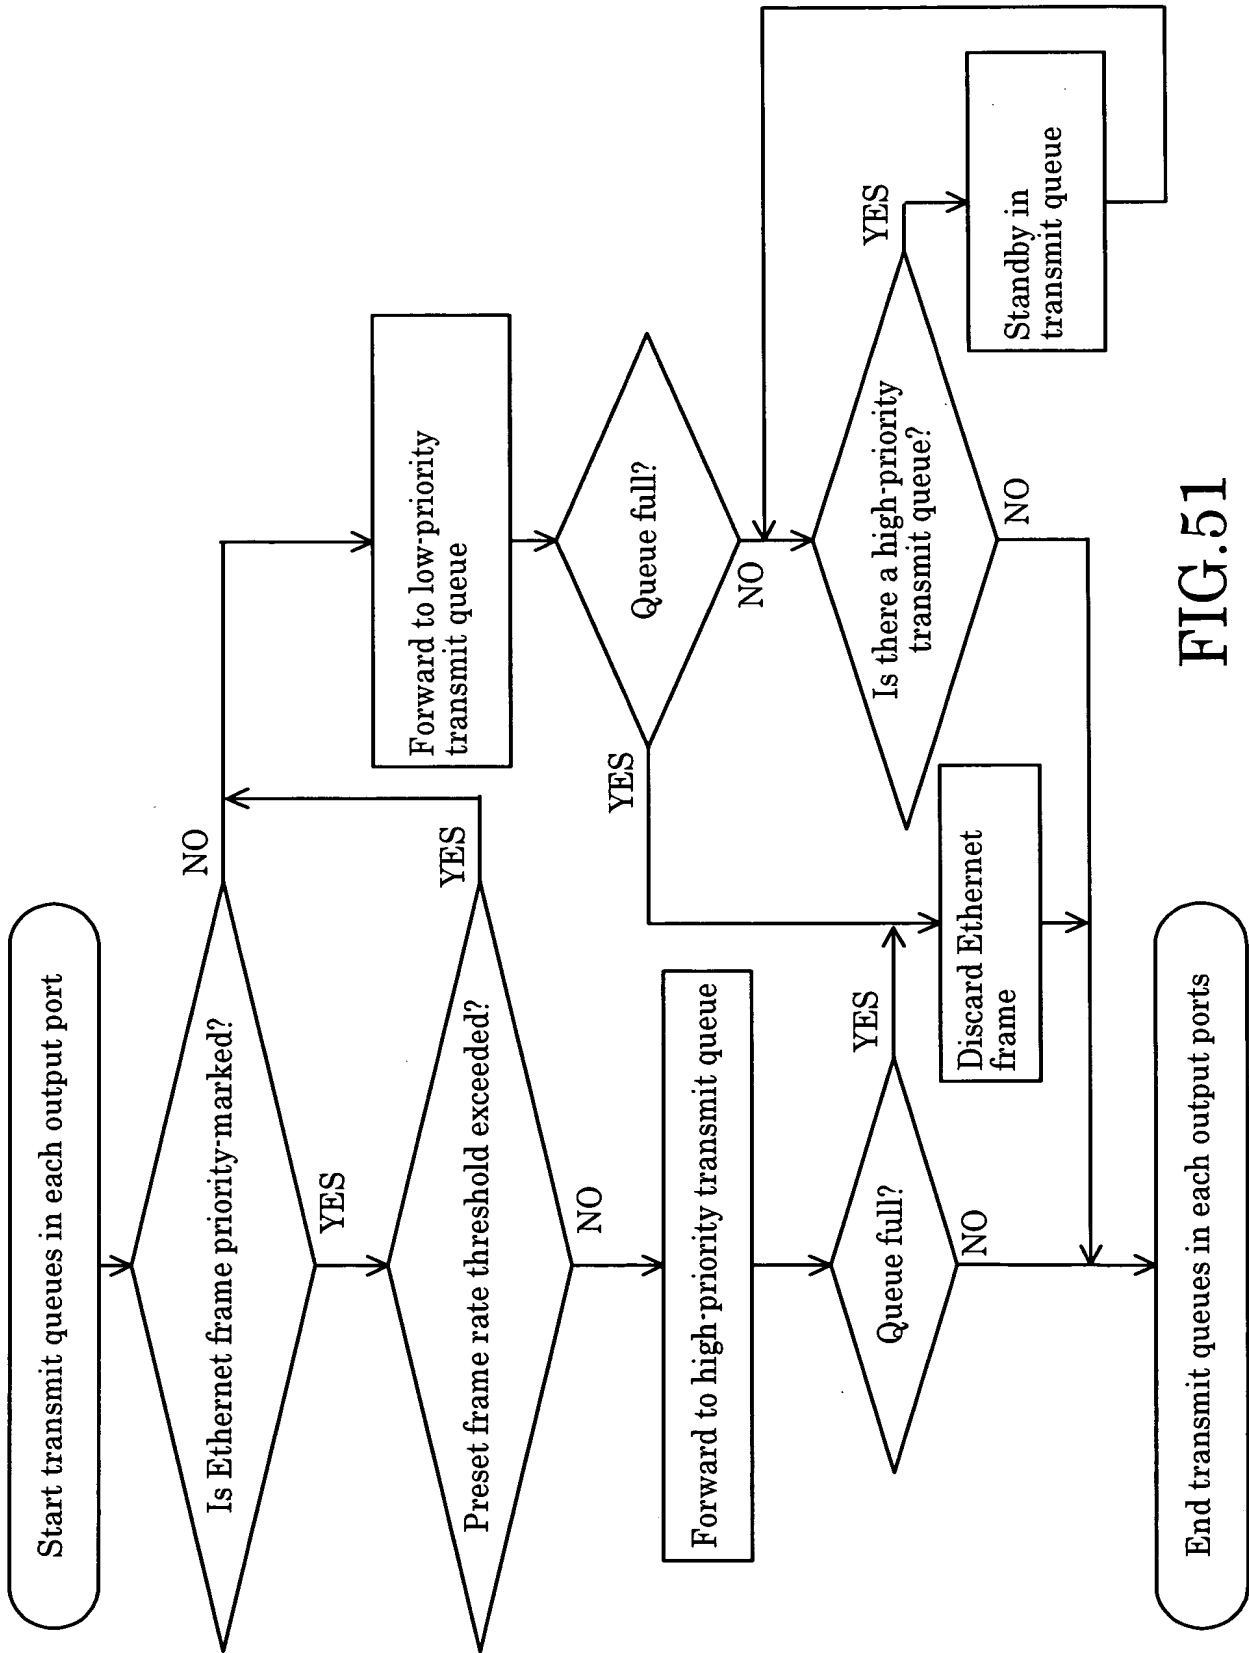 Start transmit queues in each output port
Is Ethernet frame priority-marked?
NO
YES
Preset frame rate threshold exceeded?
YES
NO
Forward to low-priority
transmit queue
Forward to high-priority transmit queue
Queue full?
YES
NO
Queue full?
YES
NO
Is there a high-priority
transmit queue?
YES
NO
Standby in
transmit queue
Discard Ethernet
frame
End transmit queues in each output ports
FIG.51